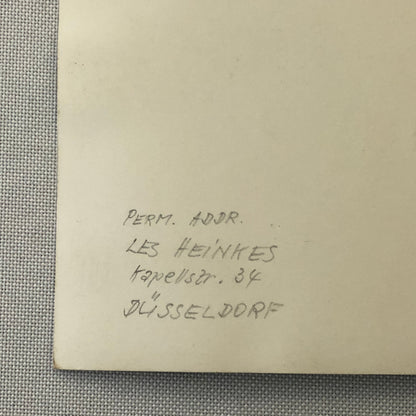 PERM. ADDR.
LES HEINKES
Kapellstr. 34
DÜSSELDORF